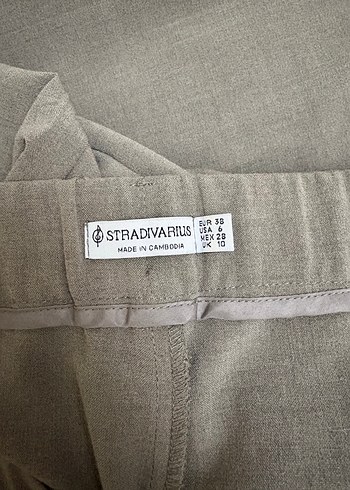 STRADIVARIUS
MADE IN CAMBODIA
EUR 38
USA 6
MEX 28
UK 10